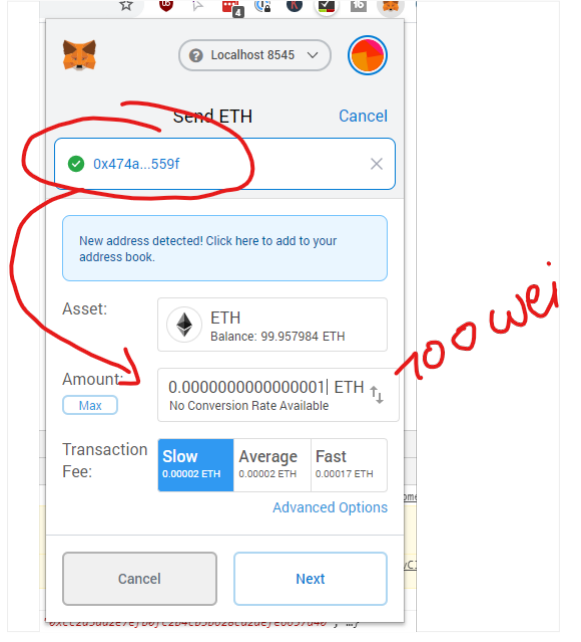 4
16
Localhost 8545
Send ETH
Cancel
0x474a...559f
New address detected! Click here to add to your
address book.
Asset:
ETH
Balance: 99.957984 ETH
100 wei
Amount:
0.0000000000000001 ETH
Max
No Conversion Rate Available
Transaction
Fee:
Slow
0.00002 ETH
Average
0.00002 ETH
Fast
0.00017 ETH
Advanced Options
Cancel
Next